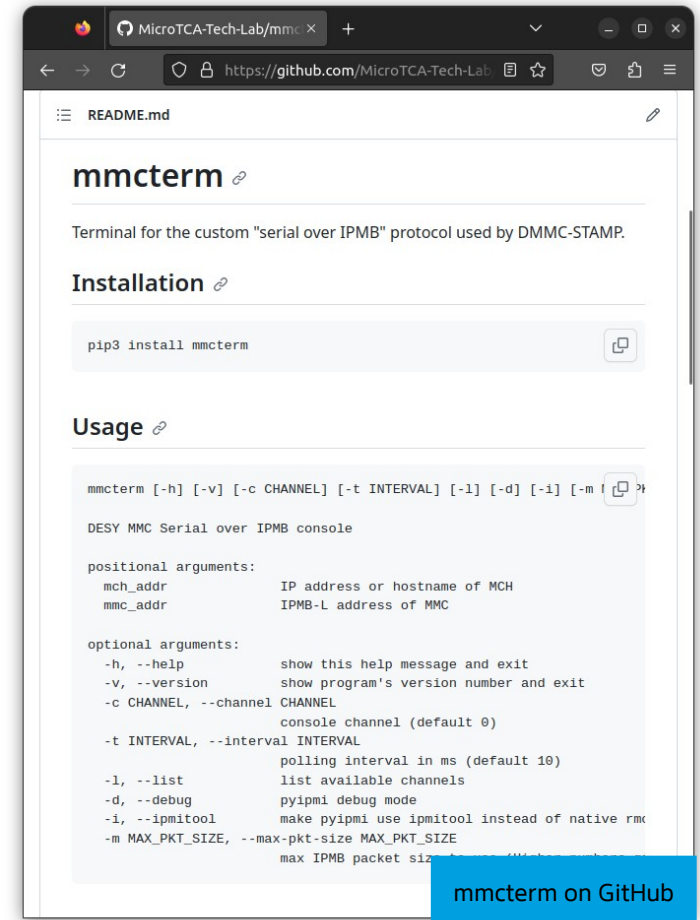 MicroTCA-Tech-Lab/mmc
https://github.com/MicroTCA-Tech-Lab
README.md
mmcterm
Terminal for the custom "serial over IPMB" protocol used by DMMC-STAMP.
Installation
pip3 install mmcterm
Usage
mmcterm [-h] [-v] [-c CHANNEL] [-t INTERVAL] [-l] [-d] [-i] [-m
DESY MMC Serial over IPMB console
positional arguments:
mch_addr IP address or hostname of MCH
mmc_addr IPMB-L address of MMC
optional arguments:
-h, --help show this help message and exit
-v, --version show program's version number and exit
-c CHANNEL, --channel CHANNEL
console channel (default 0)
-t INTERVAL, --interval INTERVAL
polling interval in ms (default 10)
-l, --list list available channels
-d, --debug pyipmi debug mode
-i, --ipmitool make pyipmi use ipmitool instead of native
-m MAX_PKT_SIZE, --max-pkt-size MAX_PKT_SIZE
max IPMB packet size
mmcterm on GitHub